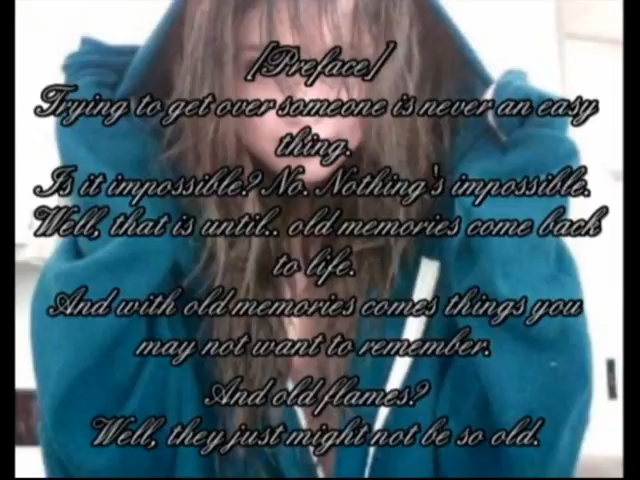 [Preface]
Trying to get over someone is never an easy
thing.
Is it impossible? No. Nothing's impossible.
Well, that is until.. old memories come back
to life.
And with old memories comes things you
may not want to remember.
And old flames?
Well, they just might not be so old.